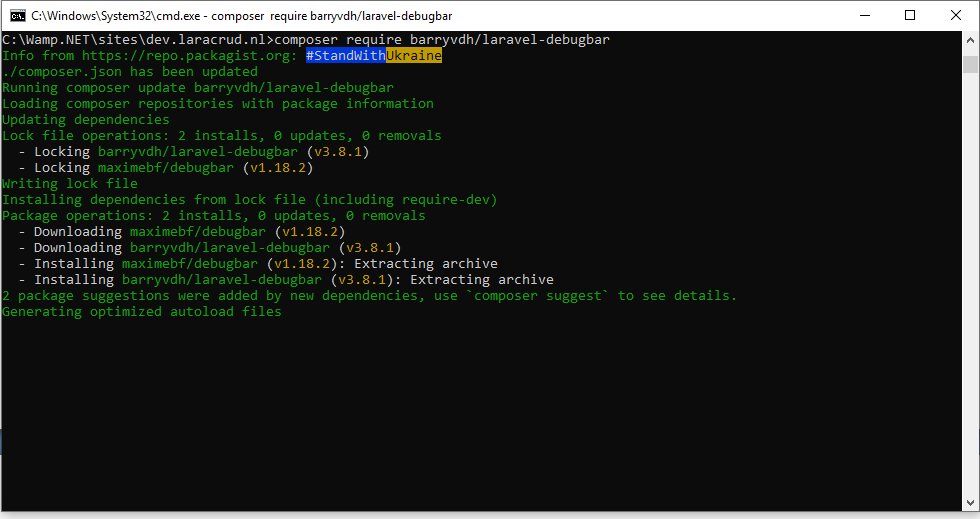 C:\Windows\System32\cmd.exe - composer  require barryvdh/laravel-debugbar
C:\Wamp.NET\sites\dev.laracrud.nl>composer require barryvdh/laravel-debugbar
Info from https://repo.packagist.org: #StandWithUkraine
./composer.json has been updated
Running composer update barryvdh/laravel-debugbar
Loading composer repositories with package information
Updating dependencies
Lock file operations: 2 installs, 0 updates, 0 removals
  - Locking barryvdh/laravel-debugbar (v3.8.1)
  - Locking maximebf/debugbar (v1.18.2)
Writing lock file
Installing dependencies from lock file (including require-dev)
Package operations: 2 installs, 0 updates, 0 removals
  - Downloading maximebf/debugbar (v1.18.2)
  - Downloading barryvdh/laravel-debugbar (v3.8.1)
  - Installing maximebf/debugbar (v1.18.2): Extracting archive
  - Installing barryvdh/laravel-debugbar (v3.8.1): Extracting archive
2 package suggestions were added by new dependencies, use `composer suggest` to see details.
Generating optimized autoload files